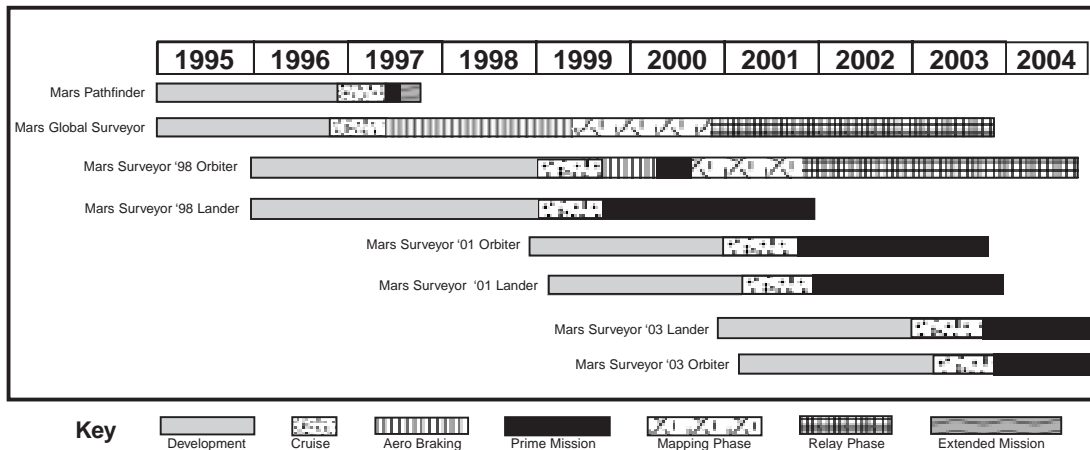 1995 1996 1997 1998 1999 2000 2001 2002 2003 2004
Mars Pathfinder
Mars Global Surveyor
Mars Surveyor ‘98 Orbiter
Mars Surveyor ‘98 Lander
Mars Surveyor ‘01 Orbiter
Mars Surveyor ‘01 Lander
Mars Surveyor ‘03 Lander
Mars Surveyor ‘03 Orbiter
Key
Development Cruise Aero Braking Prime Mission Mapping Phase Relay Phase Extended Mission